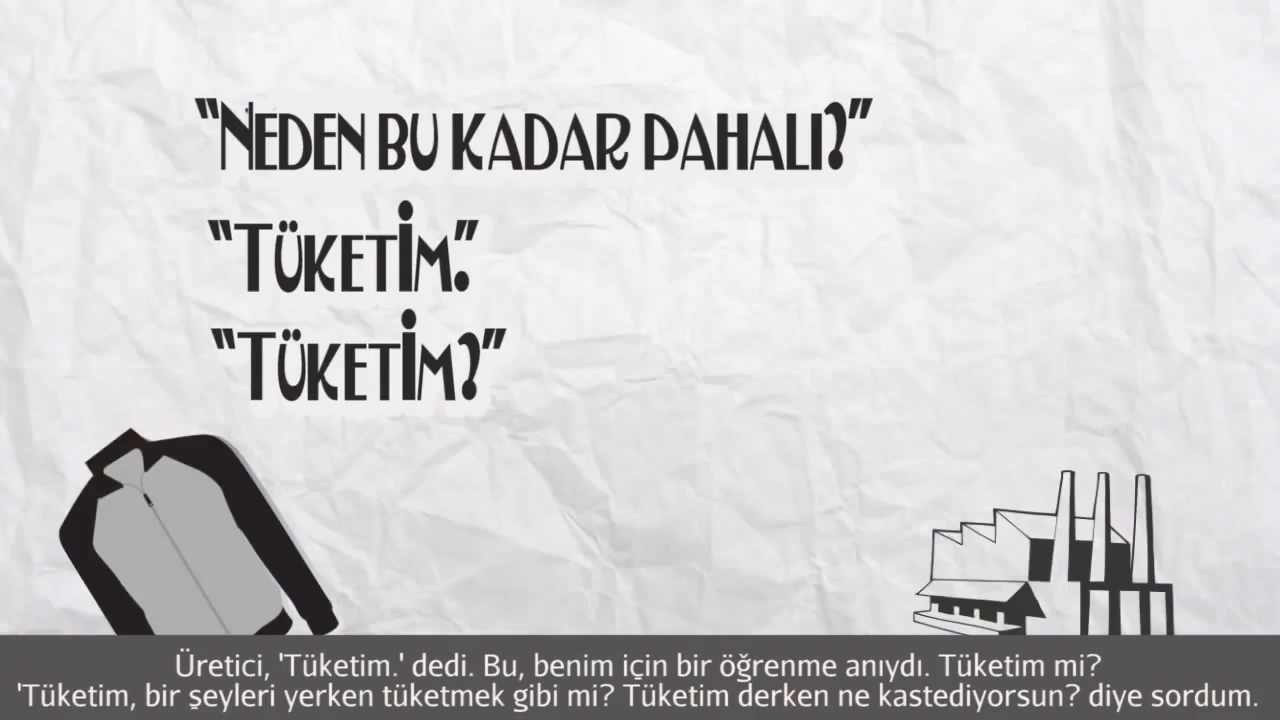 "Neden bu kadar pahalı?"
"Tüketİm."
"Tüketİm?"
Üretici, 'Tüketim.' dedi. Bu, benim için bir öğrenme anıydı. Tüketim mi?
'Tüketim, bir şeyleri yerken tüketmek gibi mi? Tüketim derken ne kastediyorsun? diye sordum.